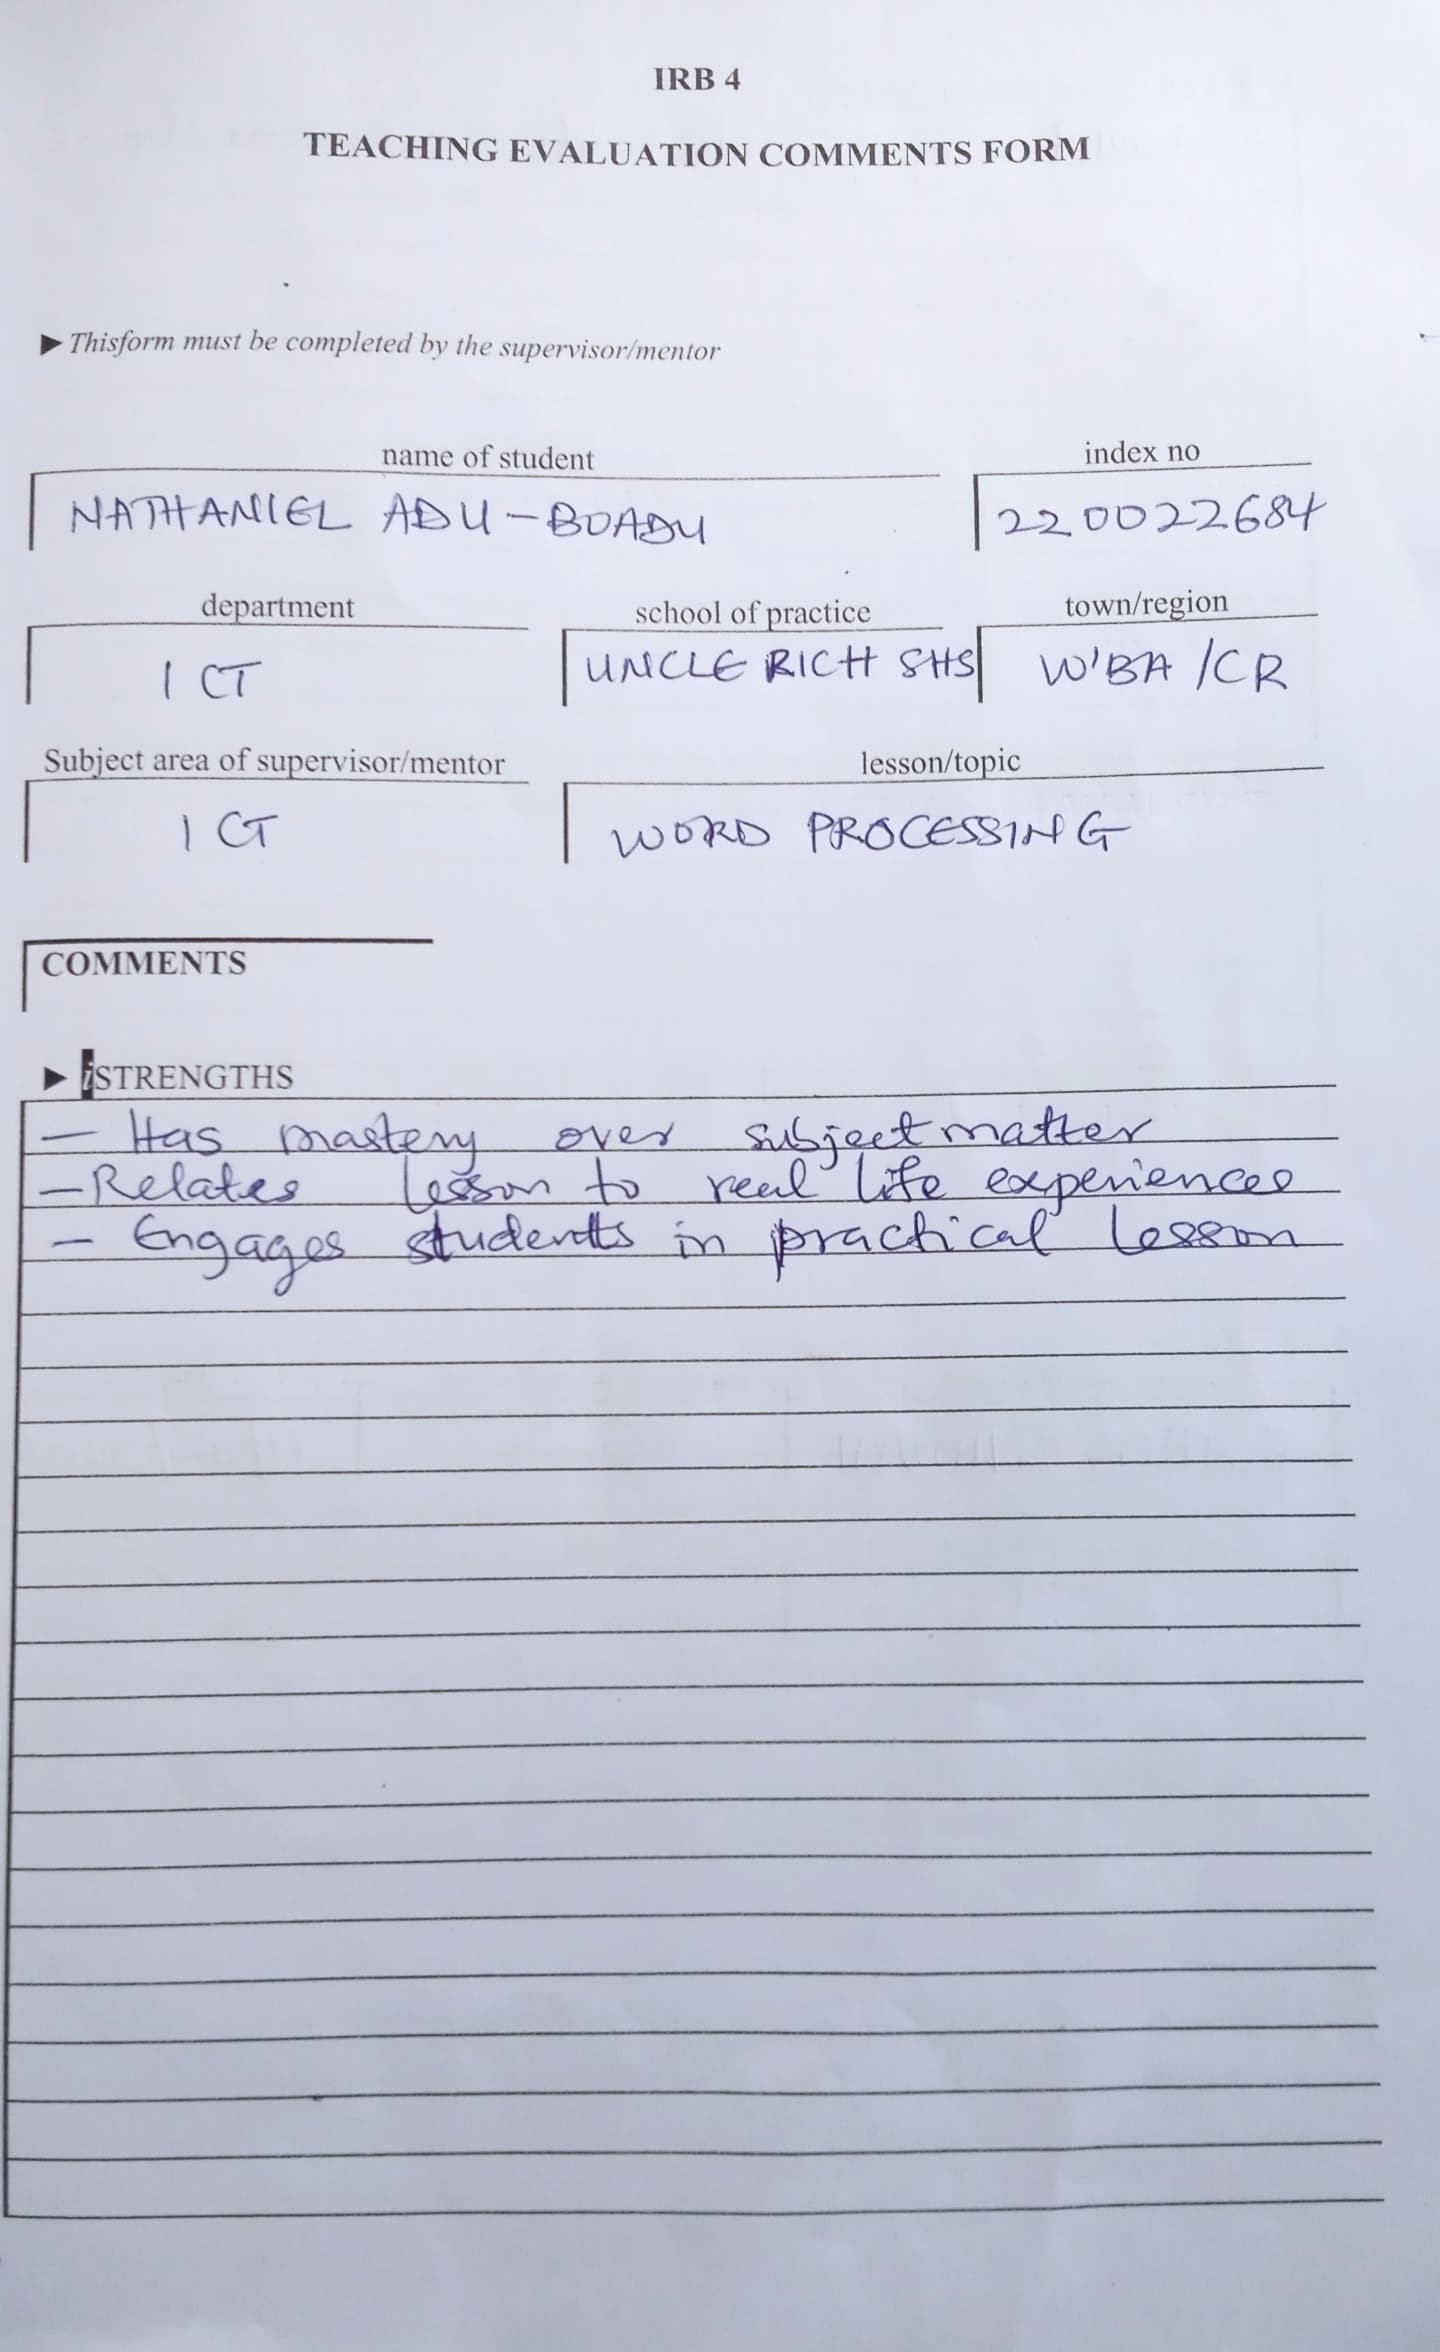 IRB 4
TEACHING EVALUATION COMMENTS FORM
▶ Thisform must be completed by the supervisor/mentor
name of student
index no
NATHANIEL ADU-BOADU
220022684
department
school of practice
town/region
ICT
UNCLE RICH SHS
W'BA /CR
Subject area of supervisor/mentor
lesson/topic
ICT
WORD PROCESSING
COMMENTS
▶ iSTRENGTHS
- Has mastery over subject matter
- Relates lesson to real life experiences
- Engages students in practical lesson